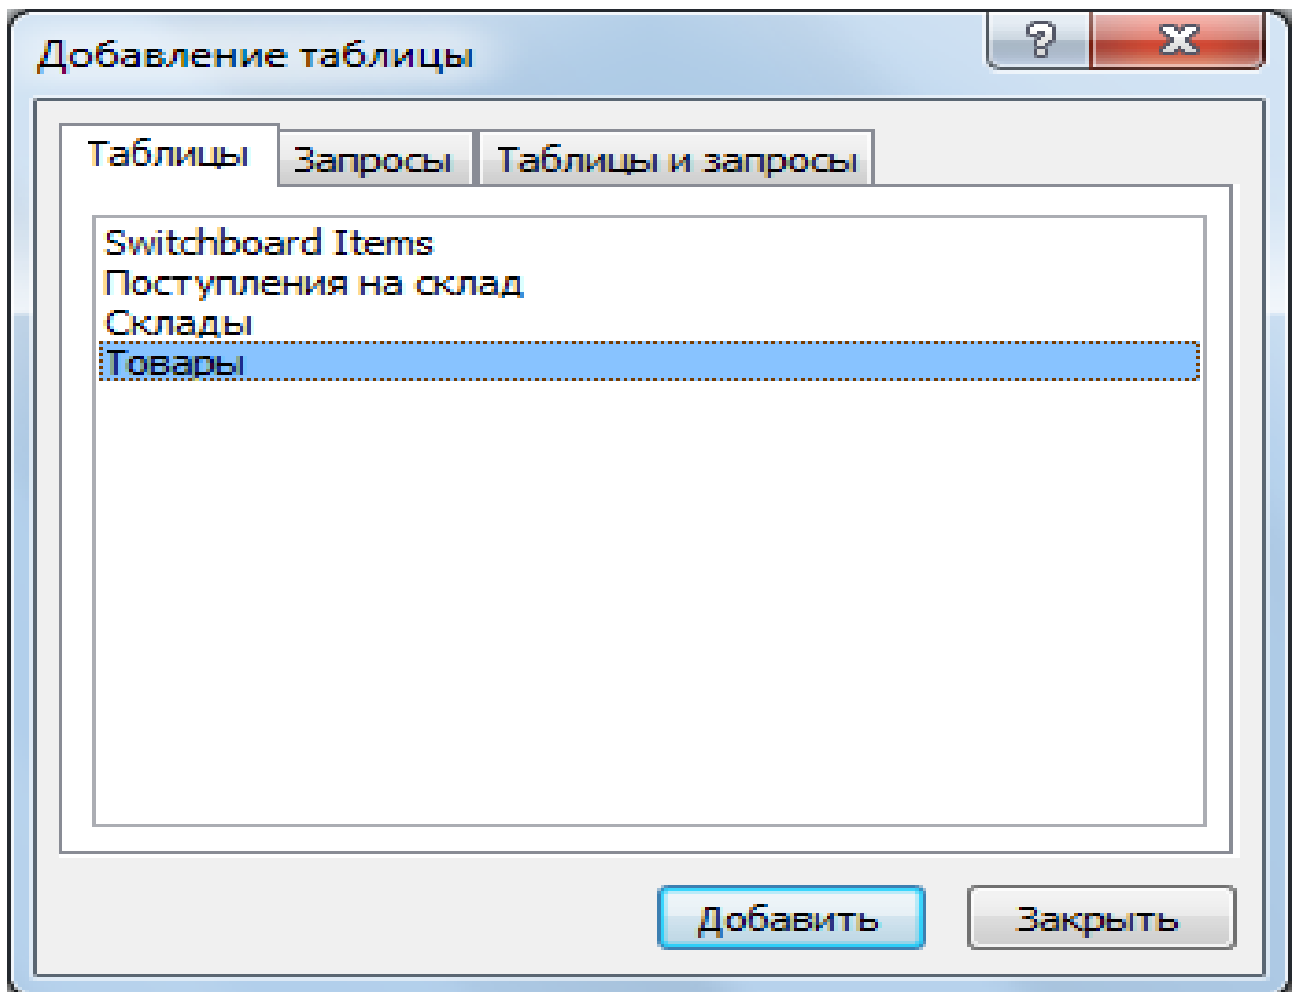 Добавление таблицы
Таблицы Запросы Таблицы и запросы
Switchboard Items
Поступления на склад
Склады
Товары
Добавить Закрыть